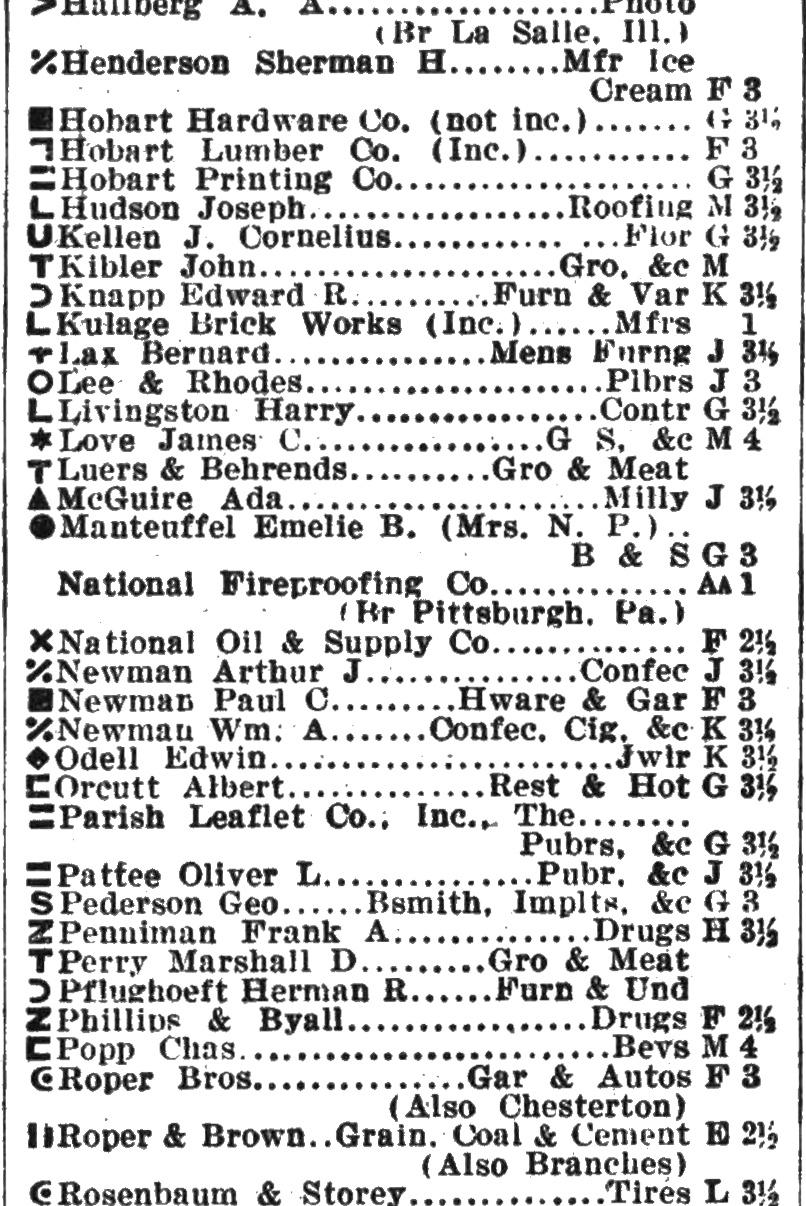 Hallberg A. A....................Photo
(Br La Salle, Ill.)
Henderson Sherman H........Mfr Ice
Cream F 3
Hobart Hardware Co. (not inc.)....... G 3½
Hobart Lumber Co. (Inc.)........... F 3
Hobart Printing Co..................... G 3½
Hudson Joseph..................Roofing M 3½
Kellen J. Cornelius............ ...Flor G 3½
Kibler John.....................Gro, &c M
Knapp Edward R..........Furn & Var K 3½
Kulage Brick Works (Inc.)......Mfrs 1
Lax Bernard...............Mens Furng J 3½
Lee & Rhodes.....................Plbrs J 3
Livingston Harry.................Contr G 3½
Love James C.................G S, &c M 4
Luers & Behrends..........Gro & Meat
McGuire Ada......................Milly J 3½
Manteuffel Emelie B. (Mrs. N. P.)..
B & S G 3
National Fireproofing Co.............. AA 1
(Br Pittsburgh, Pa.)
National Oil & Supply Co.............. F 2½
Newman Arthur J...............Confec J 3½
Newman Paul C.........Hware & Gar F 3
Newman Wm. A.......Confec, Cig, &c K 3½
Odell Edwin........................Jwlr K 3½
Orcutt Albert..............Rest & Hot G 3½
Parish Leaflet Co., Inc., The........
Pubrs, &c G 3½
Pattee Oliver L...............Pubr, &c J 3½
Pederson Geo......Bsmith, Implts, &c G 3
Penniman Frank A..............Drugs H 3½
Perry Marshall D.........Gro & Meat
Pflughoeft Herman R......Furn & Und
Phillips & Byall.................Drugs F 2½
Popp Chas..........................Bevs M 4
Roper Bros...............Gar & Autos F 3
(Also Chesterton)
Roper & Brown..Grain, Coal & Cement E 2½
(Also Branches)
Rosenbaum & Storey..............Tires L 3½